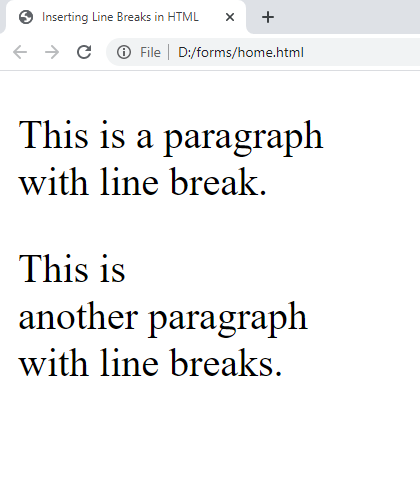 Inserting Line Breaks in HTML
File D:/forms/home.html
This is a paragraph
with line break.
This is
another paragraph
with line breaks.